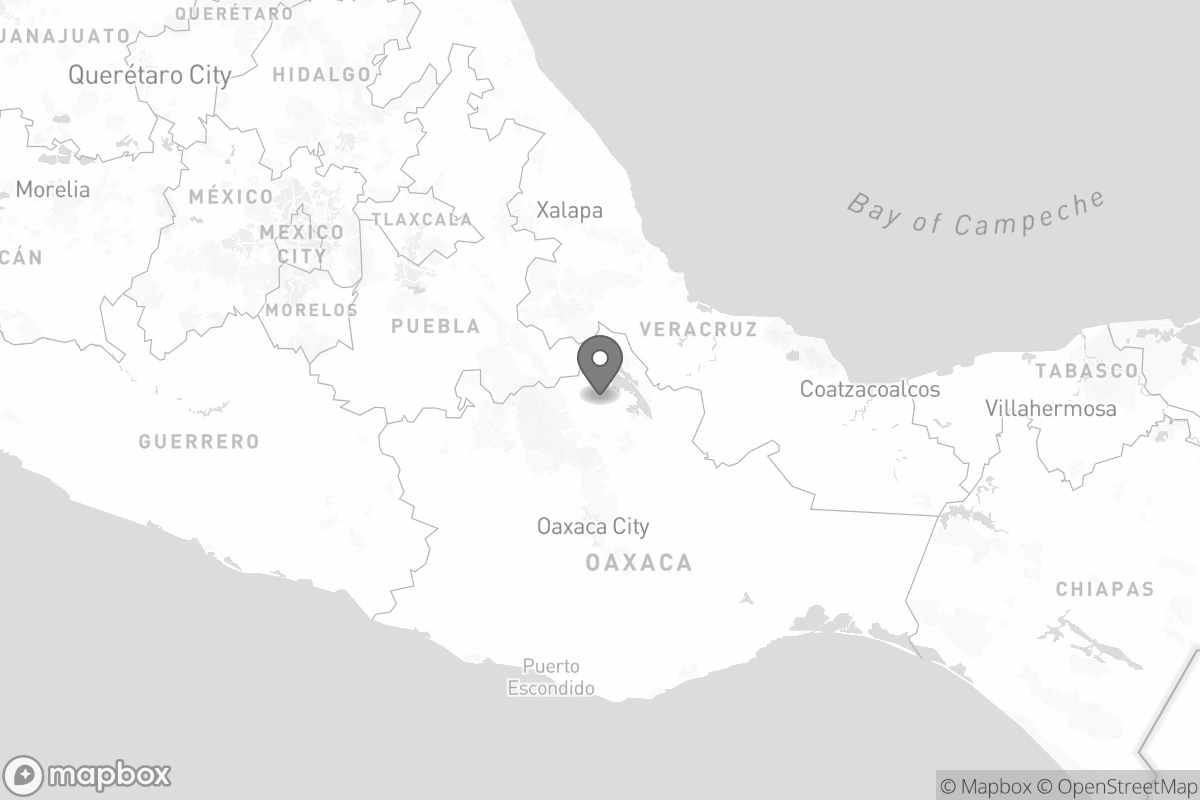 QUERÉTARO
UANAJUATO
Querétaro City
HIDALGO
Morelia
MÉXICO
Xalapa
TLAXCALA
Bay of Campeche
MEXICO
CITY
CÁN
MORELOS
PUEBLA
VERACRUZ
TABASCO
Coatzacoalcos
Villahermosa
GUERRERO
Oaxaca City
OAXACA
CHIAPAS
Puerto
Escondido
mapbox
© Mapbox © OpenStreetMap